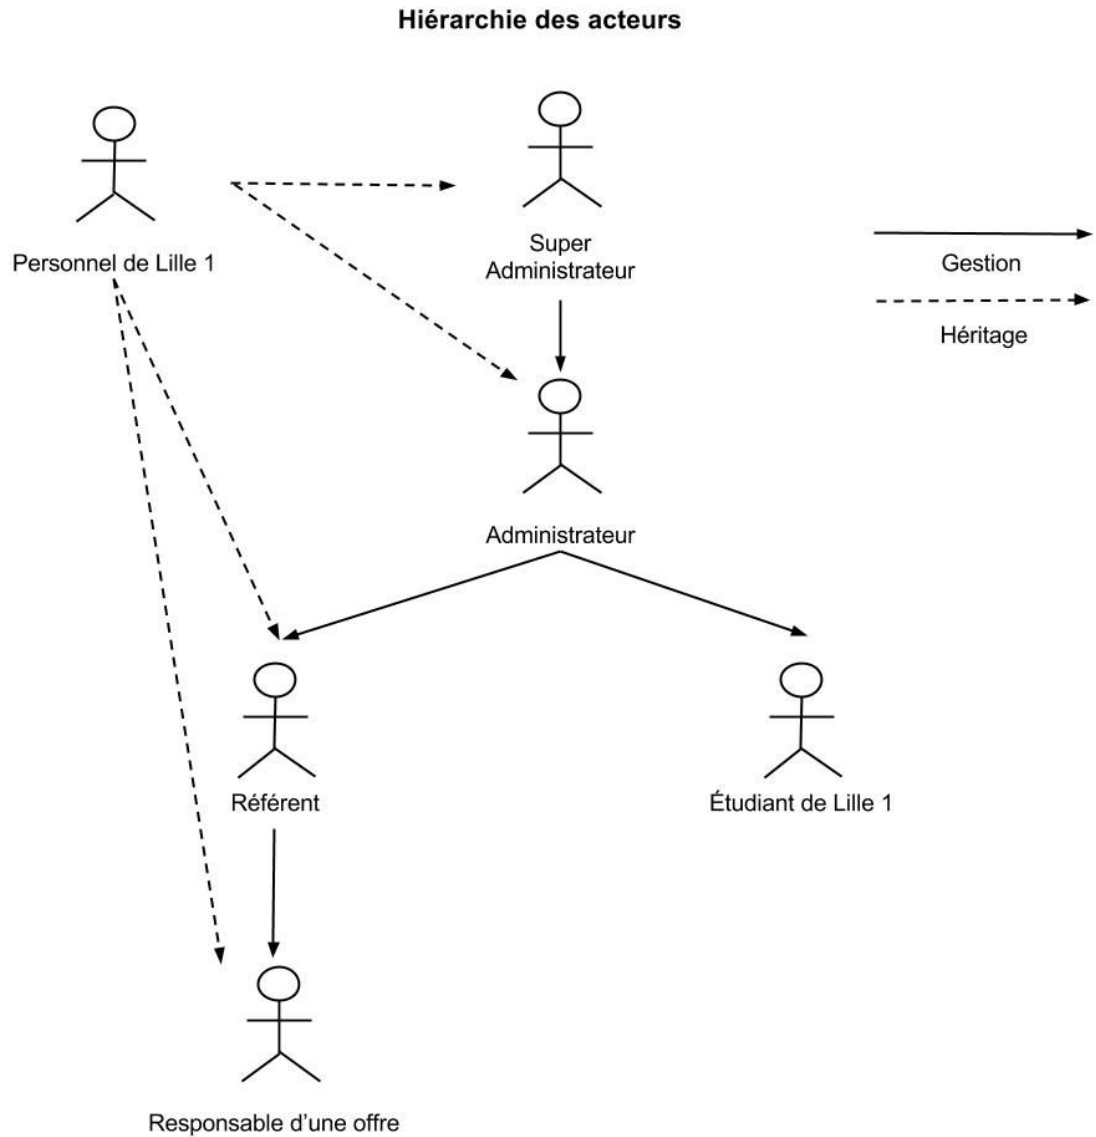 Hiérarchie des acteurs
Personnel de Lille 1
Super
Administrateur
Gestion
Héritage
Administrateur
Référent
Étudiant de Lille 1
Responsable d'une offre